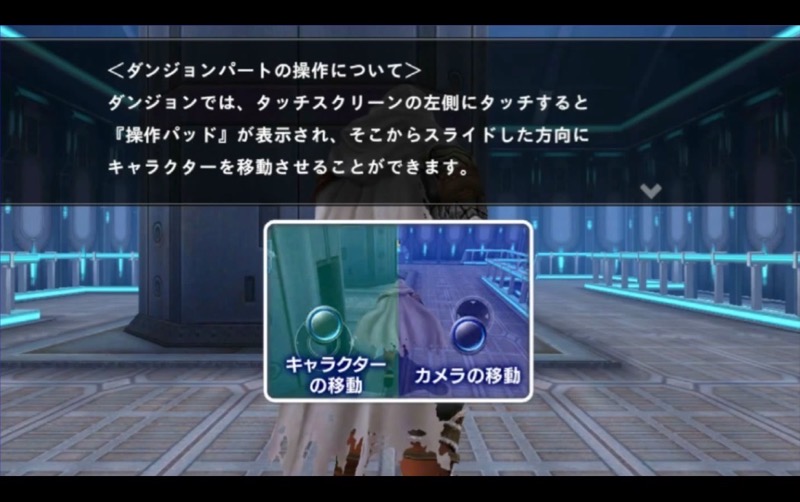 ＜ダンジョンパートの操作について＞
ダンジョンでは、タッチスクリーンの左側にタッチすると
『操作パッド』が表示され、そこからスライドした方向に
キャラクターを移動させることができます。
キャラクター
の移動
カメラの移動